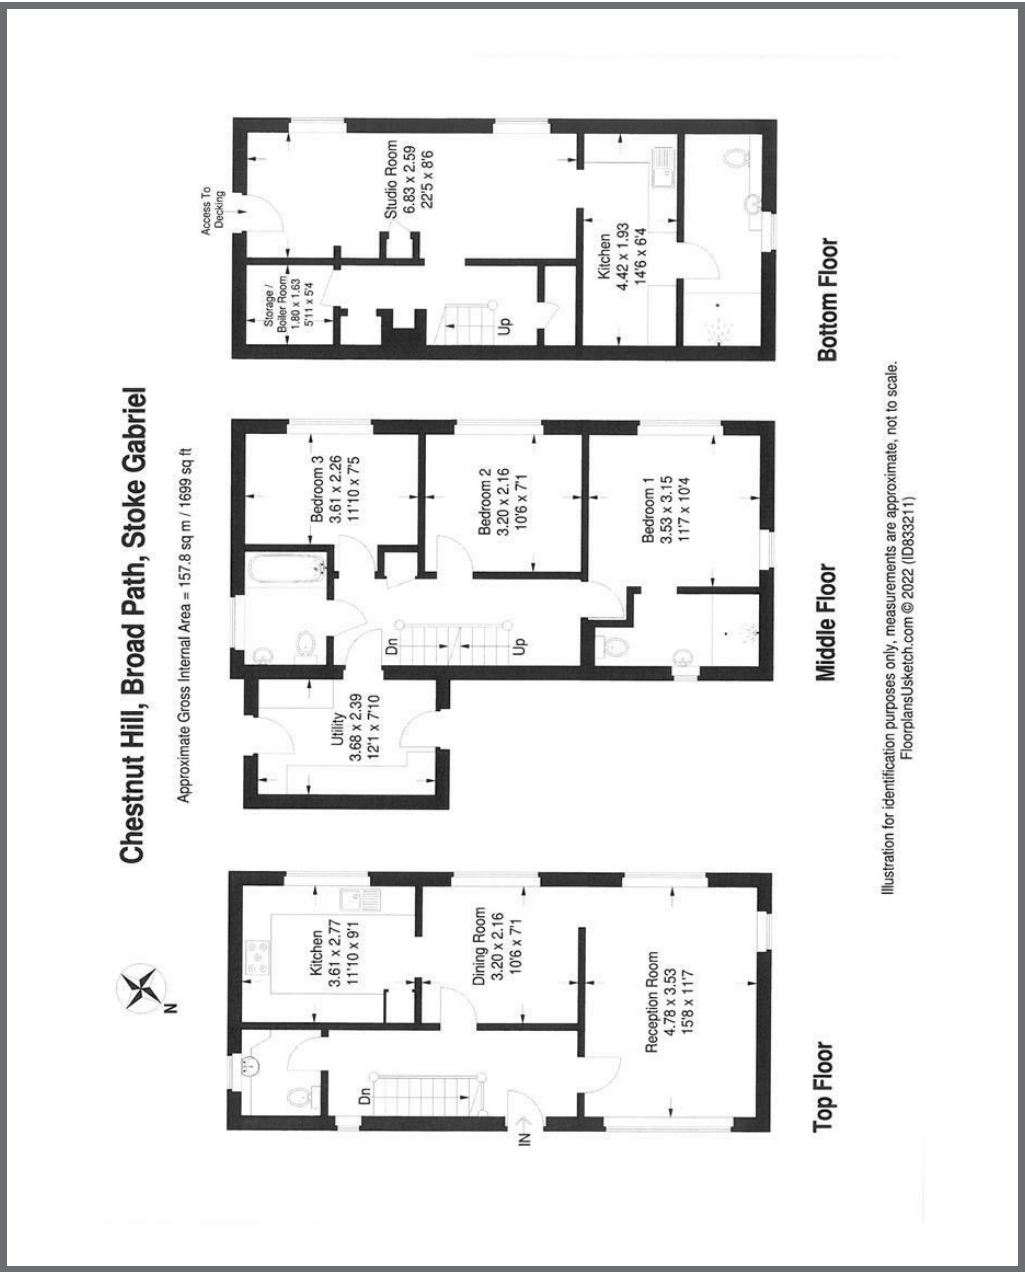 Chestnut Hill, Broad Path, Stoke Gabriel
Approximate Gross Internal Area = 157.8 sq m / 1699 sq ft
N
Kitchen
3.61 x 2.77
11'10 x 9'1
Dining Room
3.20 x 2.16
10'6 x 7'1
Reception Room
4.78 x 3.53
15'8 x 11'7
Dn
IN
Top Floor
Utility
3.68 x 2.39
12'1 x 7'10
Bedroom 3
3.61 x 2.26
11'10 x 7'5
Bedroom 2
3.20 x 2.16
10'6 x 7'1
Bedroom 1
3.53 x 3.15
11'7 x 10'4
Dn
Up
Middle Floor
Access To
Decking
Storage /
Boiler Room
1.80 x 1.63
5'11 x 5'4
Studio Room
6.83 x 2.59
22'5 x 8'6
Kitchen
4.42 x 1.93
14'6 x 6'4
Up
Bottom Floor
Illustration for identification purposes only, measurements are approximate, not to scale.
FloorplansUsketch.com © 2022 (ID833211)